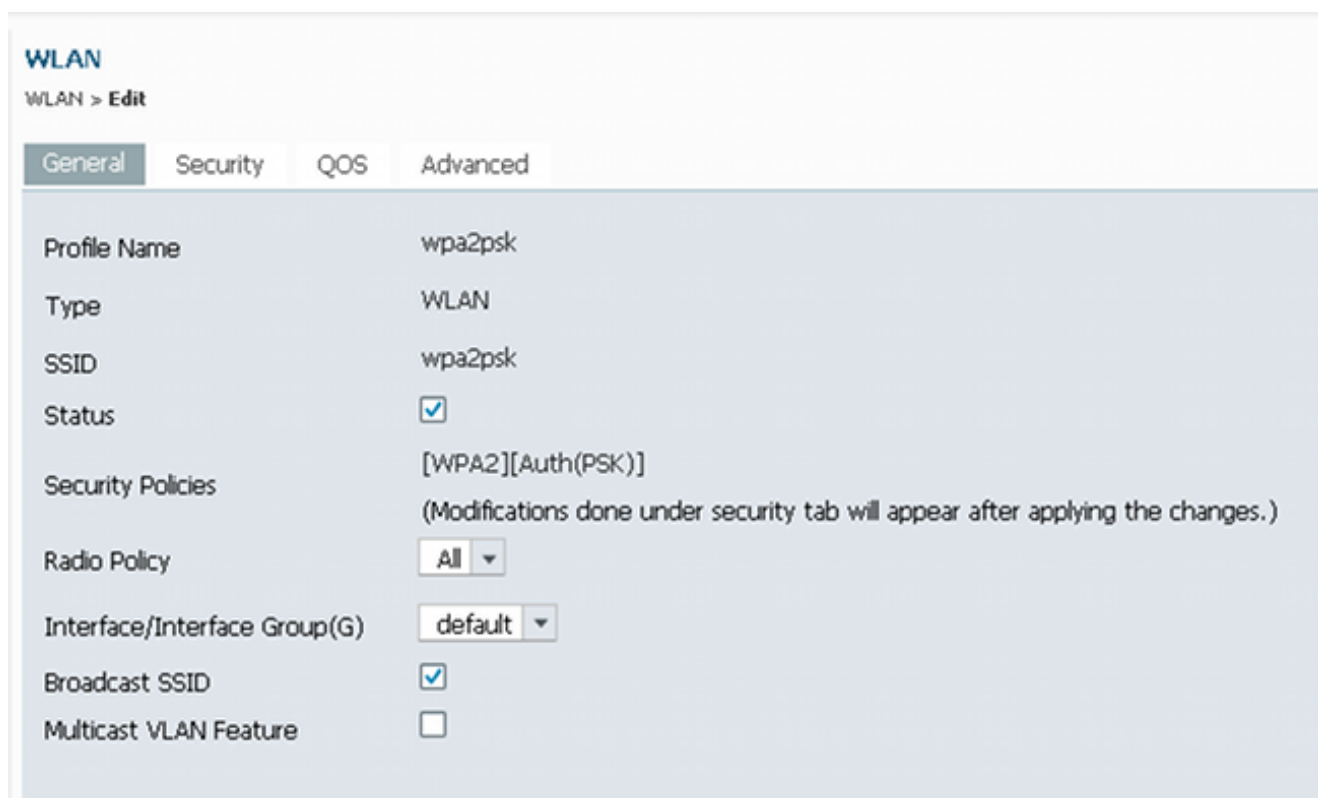 WLAN
WLAN > Edit
General Security QOS Advanced
Profile Name wpa2psk
Type WLAN
SSID wpa2psk
Status
Security Policies [WPA2][Auth(PSK)]
(Modifications done under security tab will appear after applying the changes.)
Radio Policy All
Interface/Interface Group(G) default
Broadcast SSID
Multicast VLAN Feature